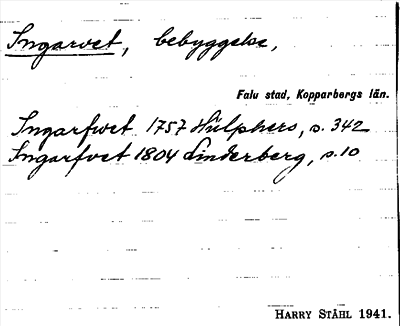 Ingarvet, bebyggelse,
Falu stad, Kopparbergs län.
Ingarfvet 1757 Hülphers, s. 342
Ingarfvet 1804 Linderberg, s. 10
HARRY STÅHL 1941.